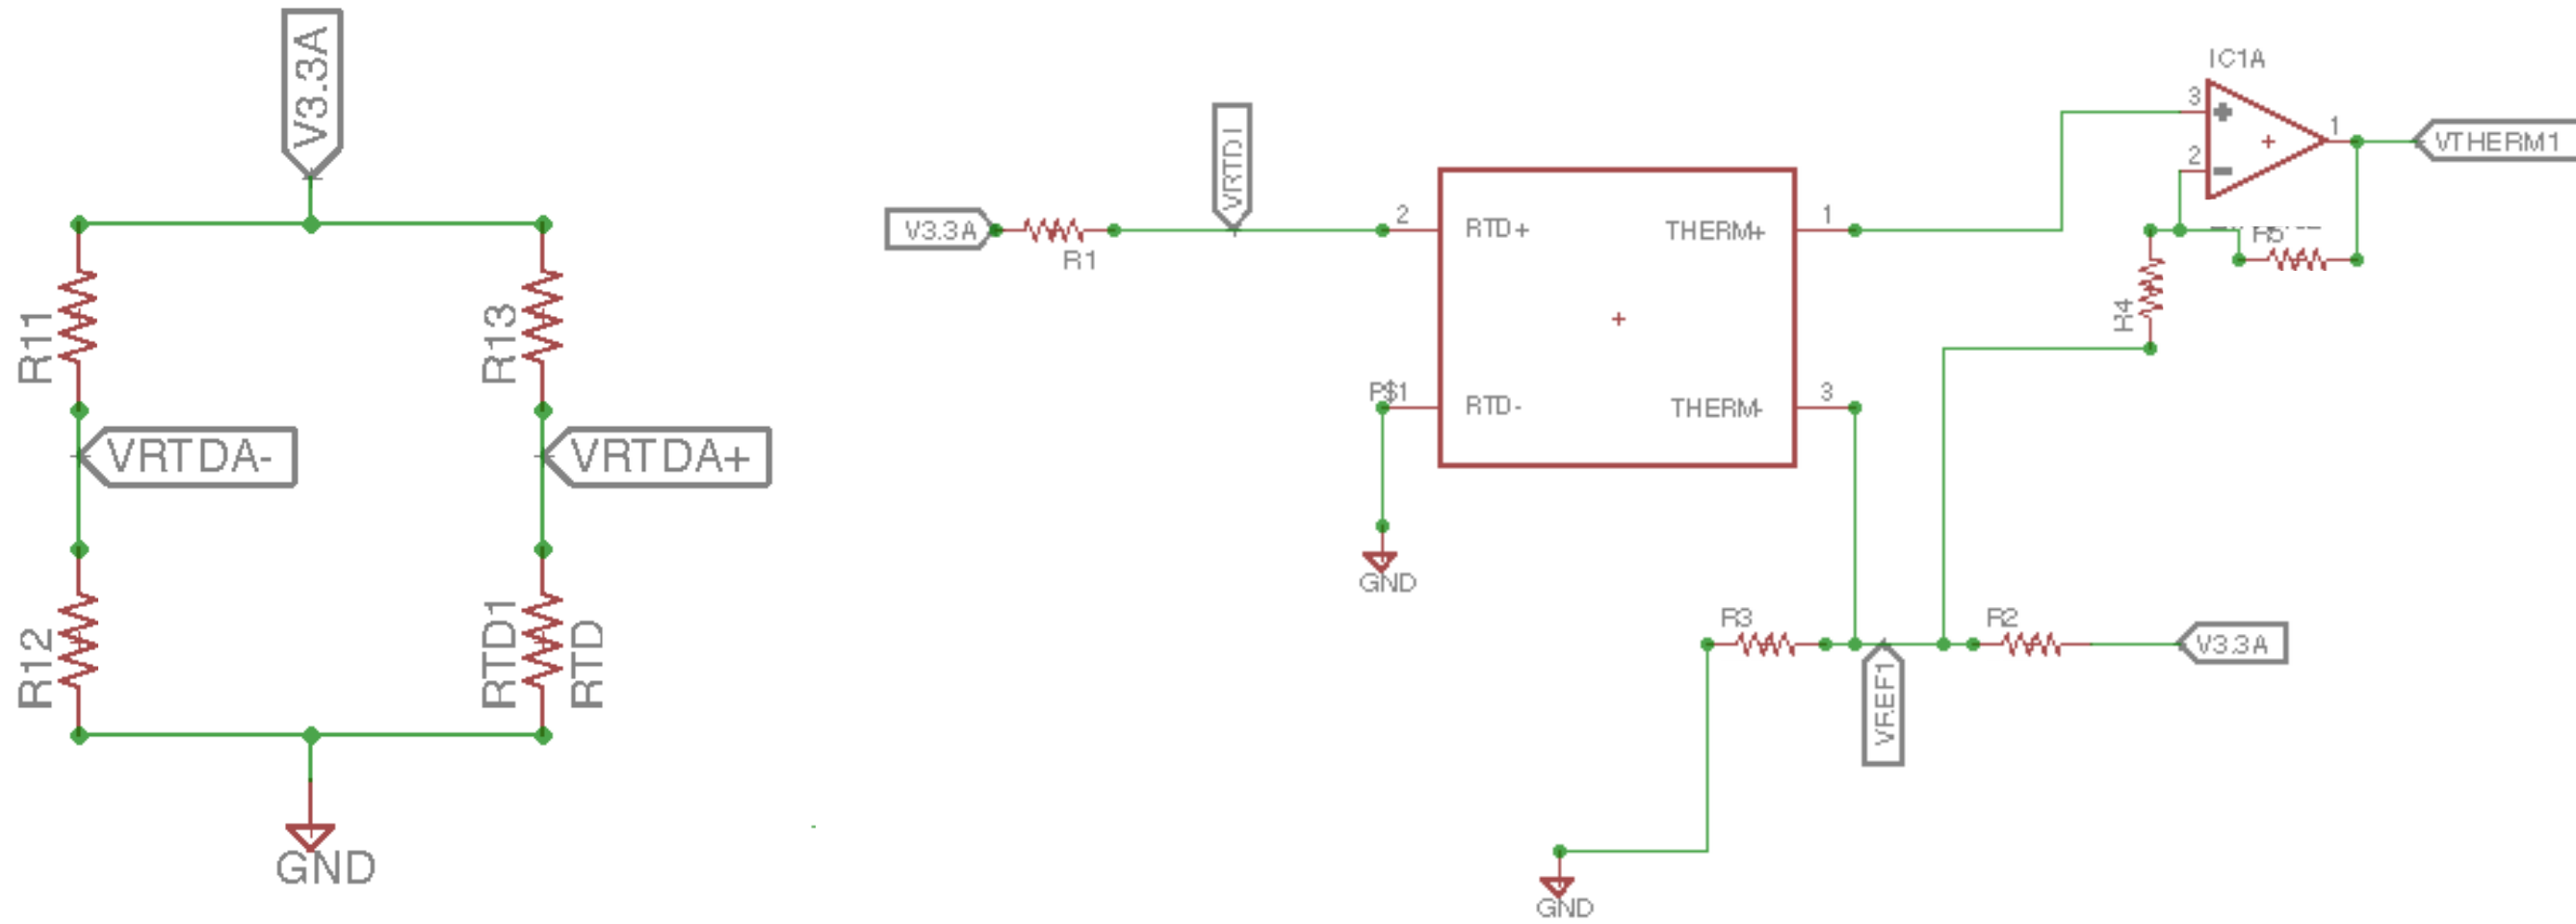 V3.3A
R11
R13
VRTDA-
VRTDA+
R12
RTD1
RTD
GND
V3.3A
R1
VRTD1
2
RTD+
THERM+
1
P$1
RTD-
THERM-
3
GND
IC1A
3
2
1
VTHERM1
R5
R4
R3
R2
V3.3A
VREF1
GND